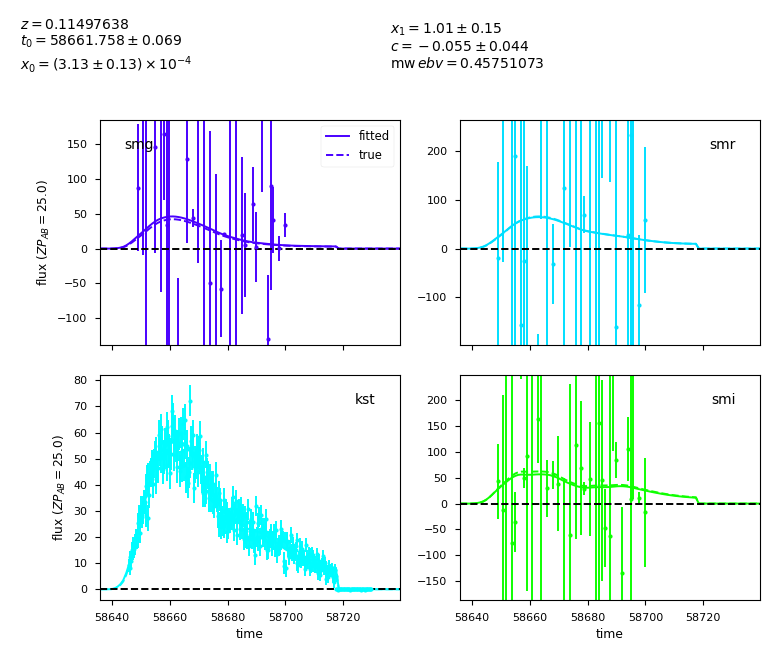 z = 0.11497638
t₀ = 58661.758 ± 0.069
x₀ = (3.13 ± 0.13) × 10⁻⁴
x₁ = 1.01 ± 0.15
c = −0.055 ± 0.044
mw ebv = 0.45751073
smg
fitted
true
150
100
50
0
−50
−100
flux (ZP_AB = 25.0)
smr
200
100
0
−100
kst
80
70
60
50
40
30
20
10
0
flux (ZP_AB = 25.0)
58640 58660 58680 58700 58720
time
smi
200
150
100
50
0
−50
−100
−150
58640 58660 58680 58700 58720
time